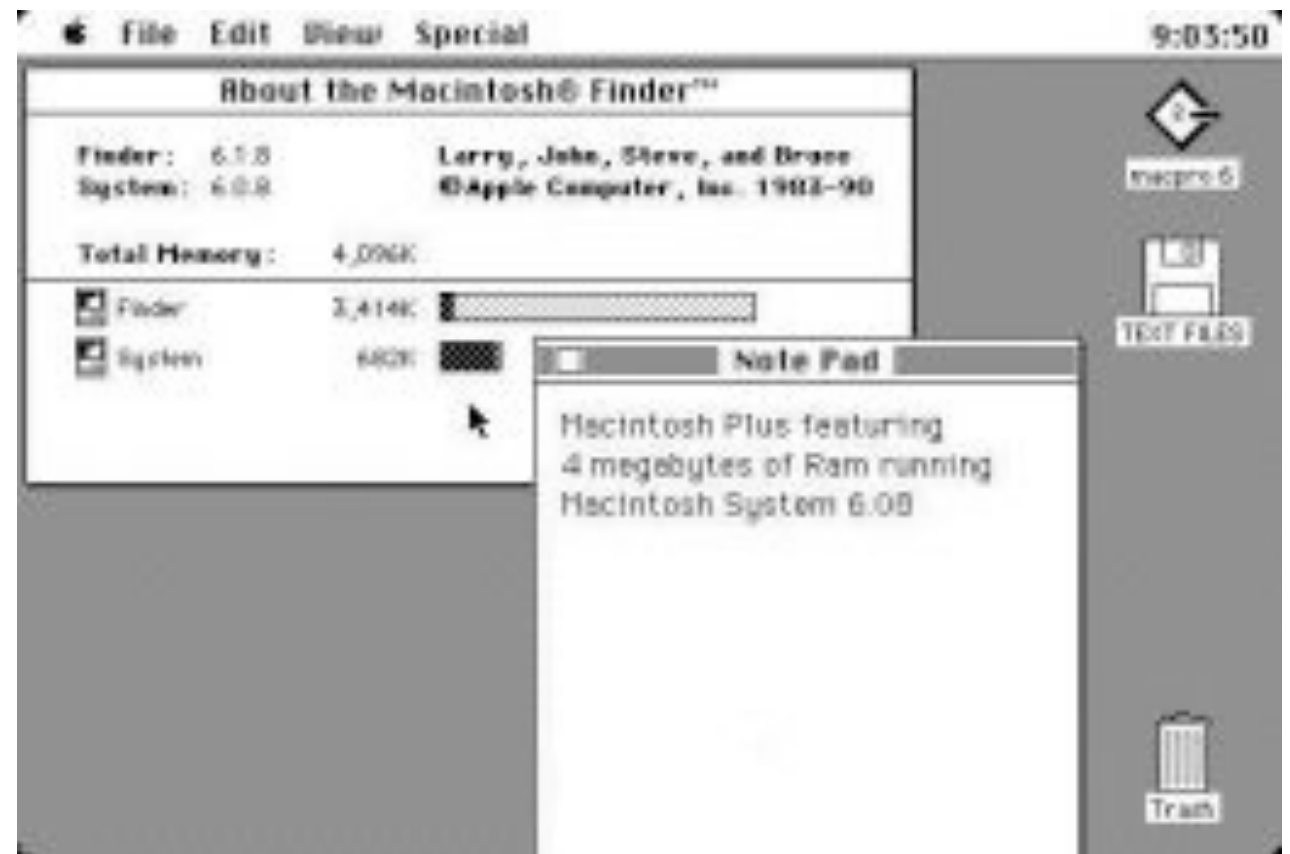 File Edit View Special 9:03:50
About the Macintosh® Finder™
Finder: 6.1.8 Larry, John, Steve, and Bruce
System: 6.0.8 ©Apple Computer, Inc. 1983-90
Total Memory: 4,096K
Finder 3,414K
System 682K
Note Pad
Macintosh Plus featuring
4 megabytes of Ram running
Macintosh System 6.08
macpro 6
TEXT FILES
Trash